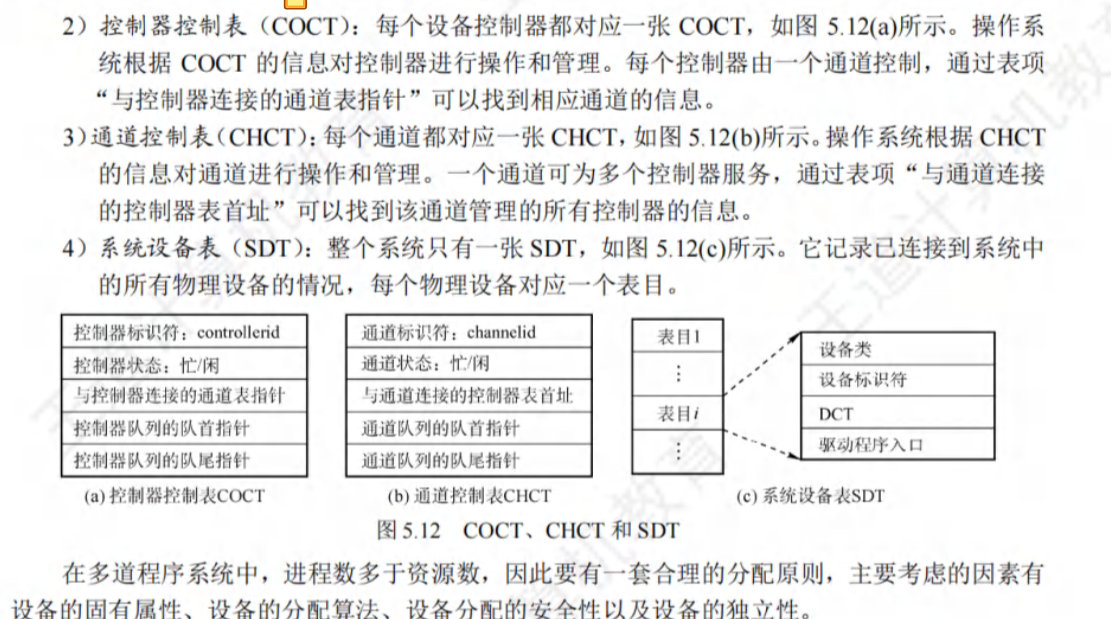 2）控制器控制表（COCT）：每个设备控制器都对应一张 COCT，如图 5.12(a)所示。操作系
统根据 COCT 的信息对控制器进行操作和管理。每个控制器由一个通道控制，通过表项
“与控制器连接的通道表指针”可以找到相应通道的信息。
3）通道控制表（CHCT）：每个通道都对应一张 CHCT，如图 5.12(b)所示。操作系统根据 CHCT
的信息对通道进行操作和管理。一个通道可为多个控制器服务，通过表项“与通道连接
的控制器表首址”可以找到该通道管理的所有控制器的信息。
4）系统设备表（SDT）：整个系统只有一张 SDT，如图 5.12(c)所示。它记录已连接到系统中
的所有物理设备的情况，每个物理设备对应一个表目。
控制器标识符：controllerid
控制器状态：忙/闲
与控制器连接的通道表指针
控制器队列的队首指针
控制器队列的队尾指针
(a) 控制器控制表COCT
通道标识符：channelid
通道状态：忙/闲
与通道连接的控制器表首址
通道队列的队首指针
通道队列的队尾指针
(b) 通道控制表CHCT
表目1
⋮
表目i
⋮
设备类
设备标识符
DCT
驱动程序入口
(c) 系统设备表SDT
图 5.12 COCT、CHCT 和 SDT
在多道程序系统中，进程数多于资源数，因此要有一套合理的分配原则，主要考虑的因素有
设备的固有属性、设备的分配算法、设备分配的安全性以及设备的独立性。